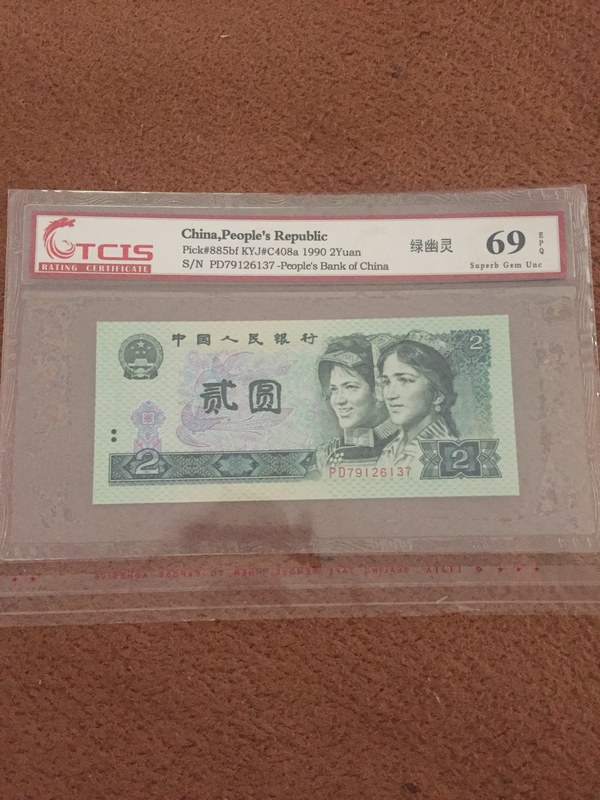 TCIS
RATING CERTIFICATE
China,People's Republic
Pick#885bf KYJ#C408a 1990 2Yuan
S/N PD79126137-People's Bank of China
绿幽灵
69
EPQ
Superb Gem Unc
中国人民银行
2
贰圆
PD79126137
2
2